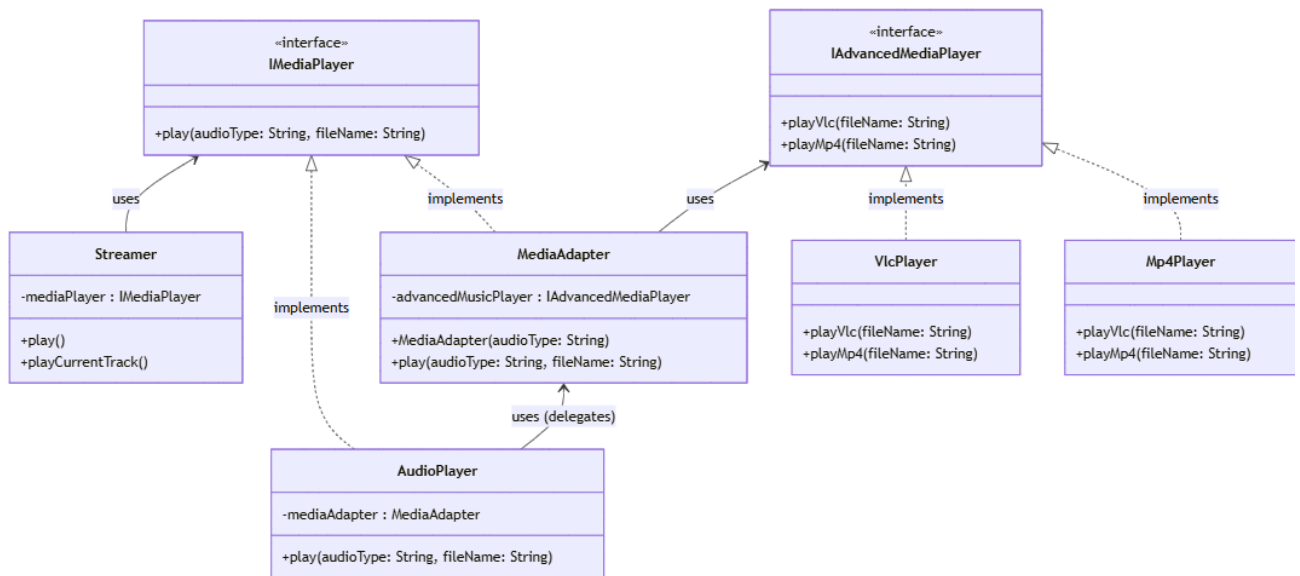 «interface»
IMediaPlayer
+play(audioType: String, fileName: String)
«interface»
IAdvancedMediaPlayer
+playVlc(fileName: String)
+playMp4(fileName: String)
uses
implements
uses
implements
implements
Streamer
-mediaPlayer : IMediaPlayer
+play()
+playCurrentTrack()
implements
MediaAdapter
-advancedMusicPlayer : IAdvancedMediaPlayer
+MediaAdapter(audioType: String)
+play(audioType: String, fileName: String)
VlcPlayer
+playVlc(fileName: String)
+playMp4(fileName: String)
Mp4Player
+playVlc(fileName: String)
+playMp4(fileName: String)
uses (delegates)
AudioPlayer
-mediaAdapter : MediaAdapter
+play(audioType: String, fileName: String)